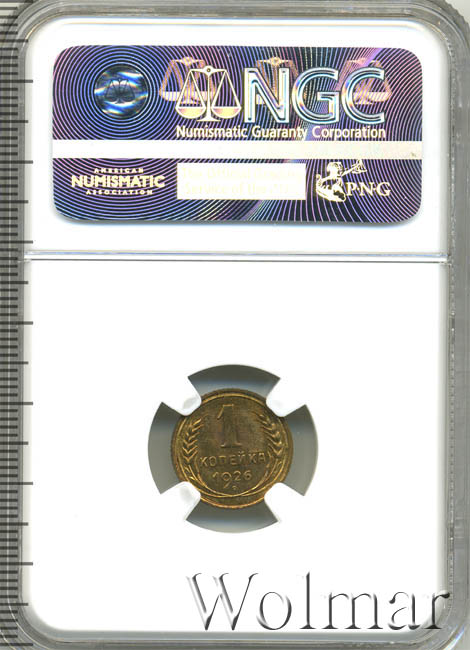 NGC
Numismatic Guaranty Corporation
AMERICAN
NUMISMATIC
ASSOCIATION
PNG
1
КОПЕЙКА
1926
Wolmar